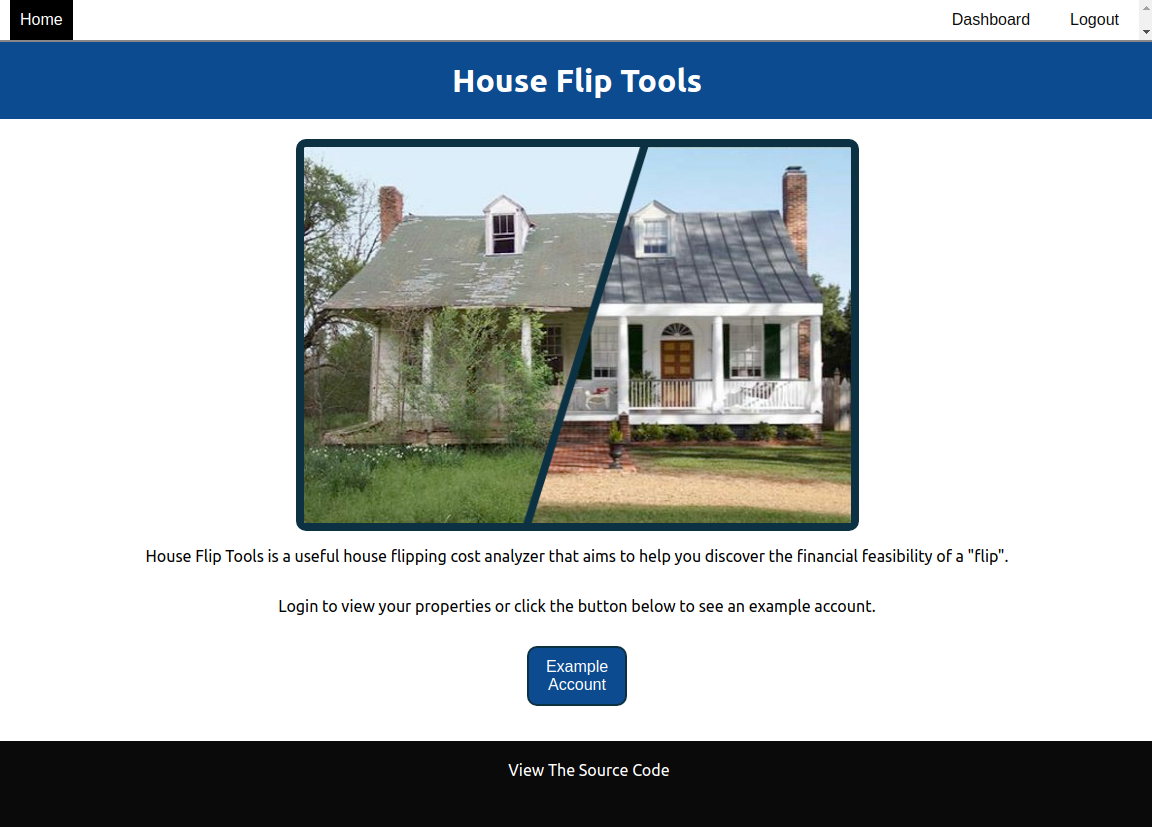 Home
Dashboard
Logout
House Flip Tools
House Flip Tools is a useful house flipping cost analyzer that aims to help you discover the financial feasibility of a "flip".
Login to view your properties or click the button below to see an example account.
Example
Account
View The Source Code